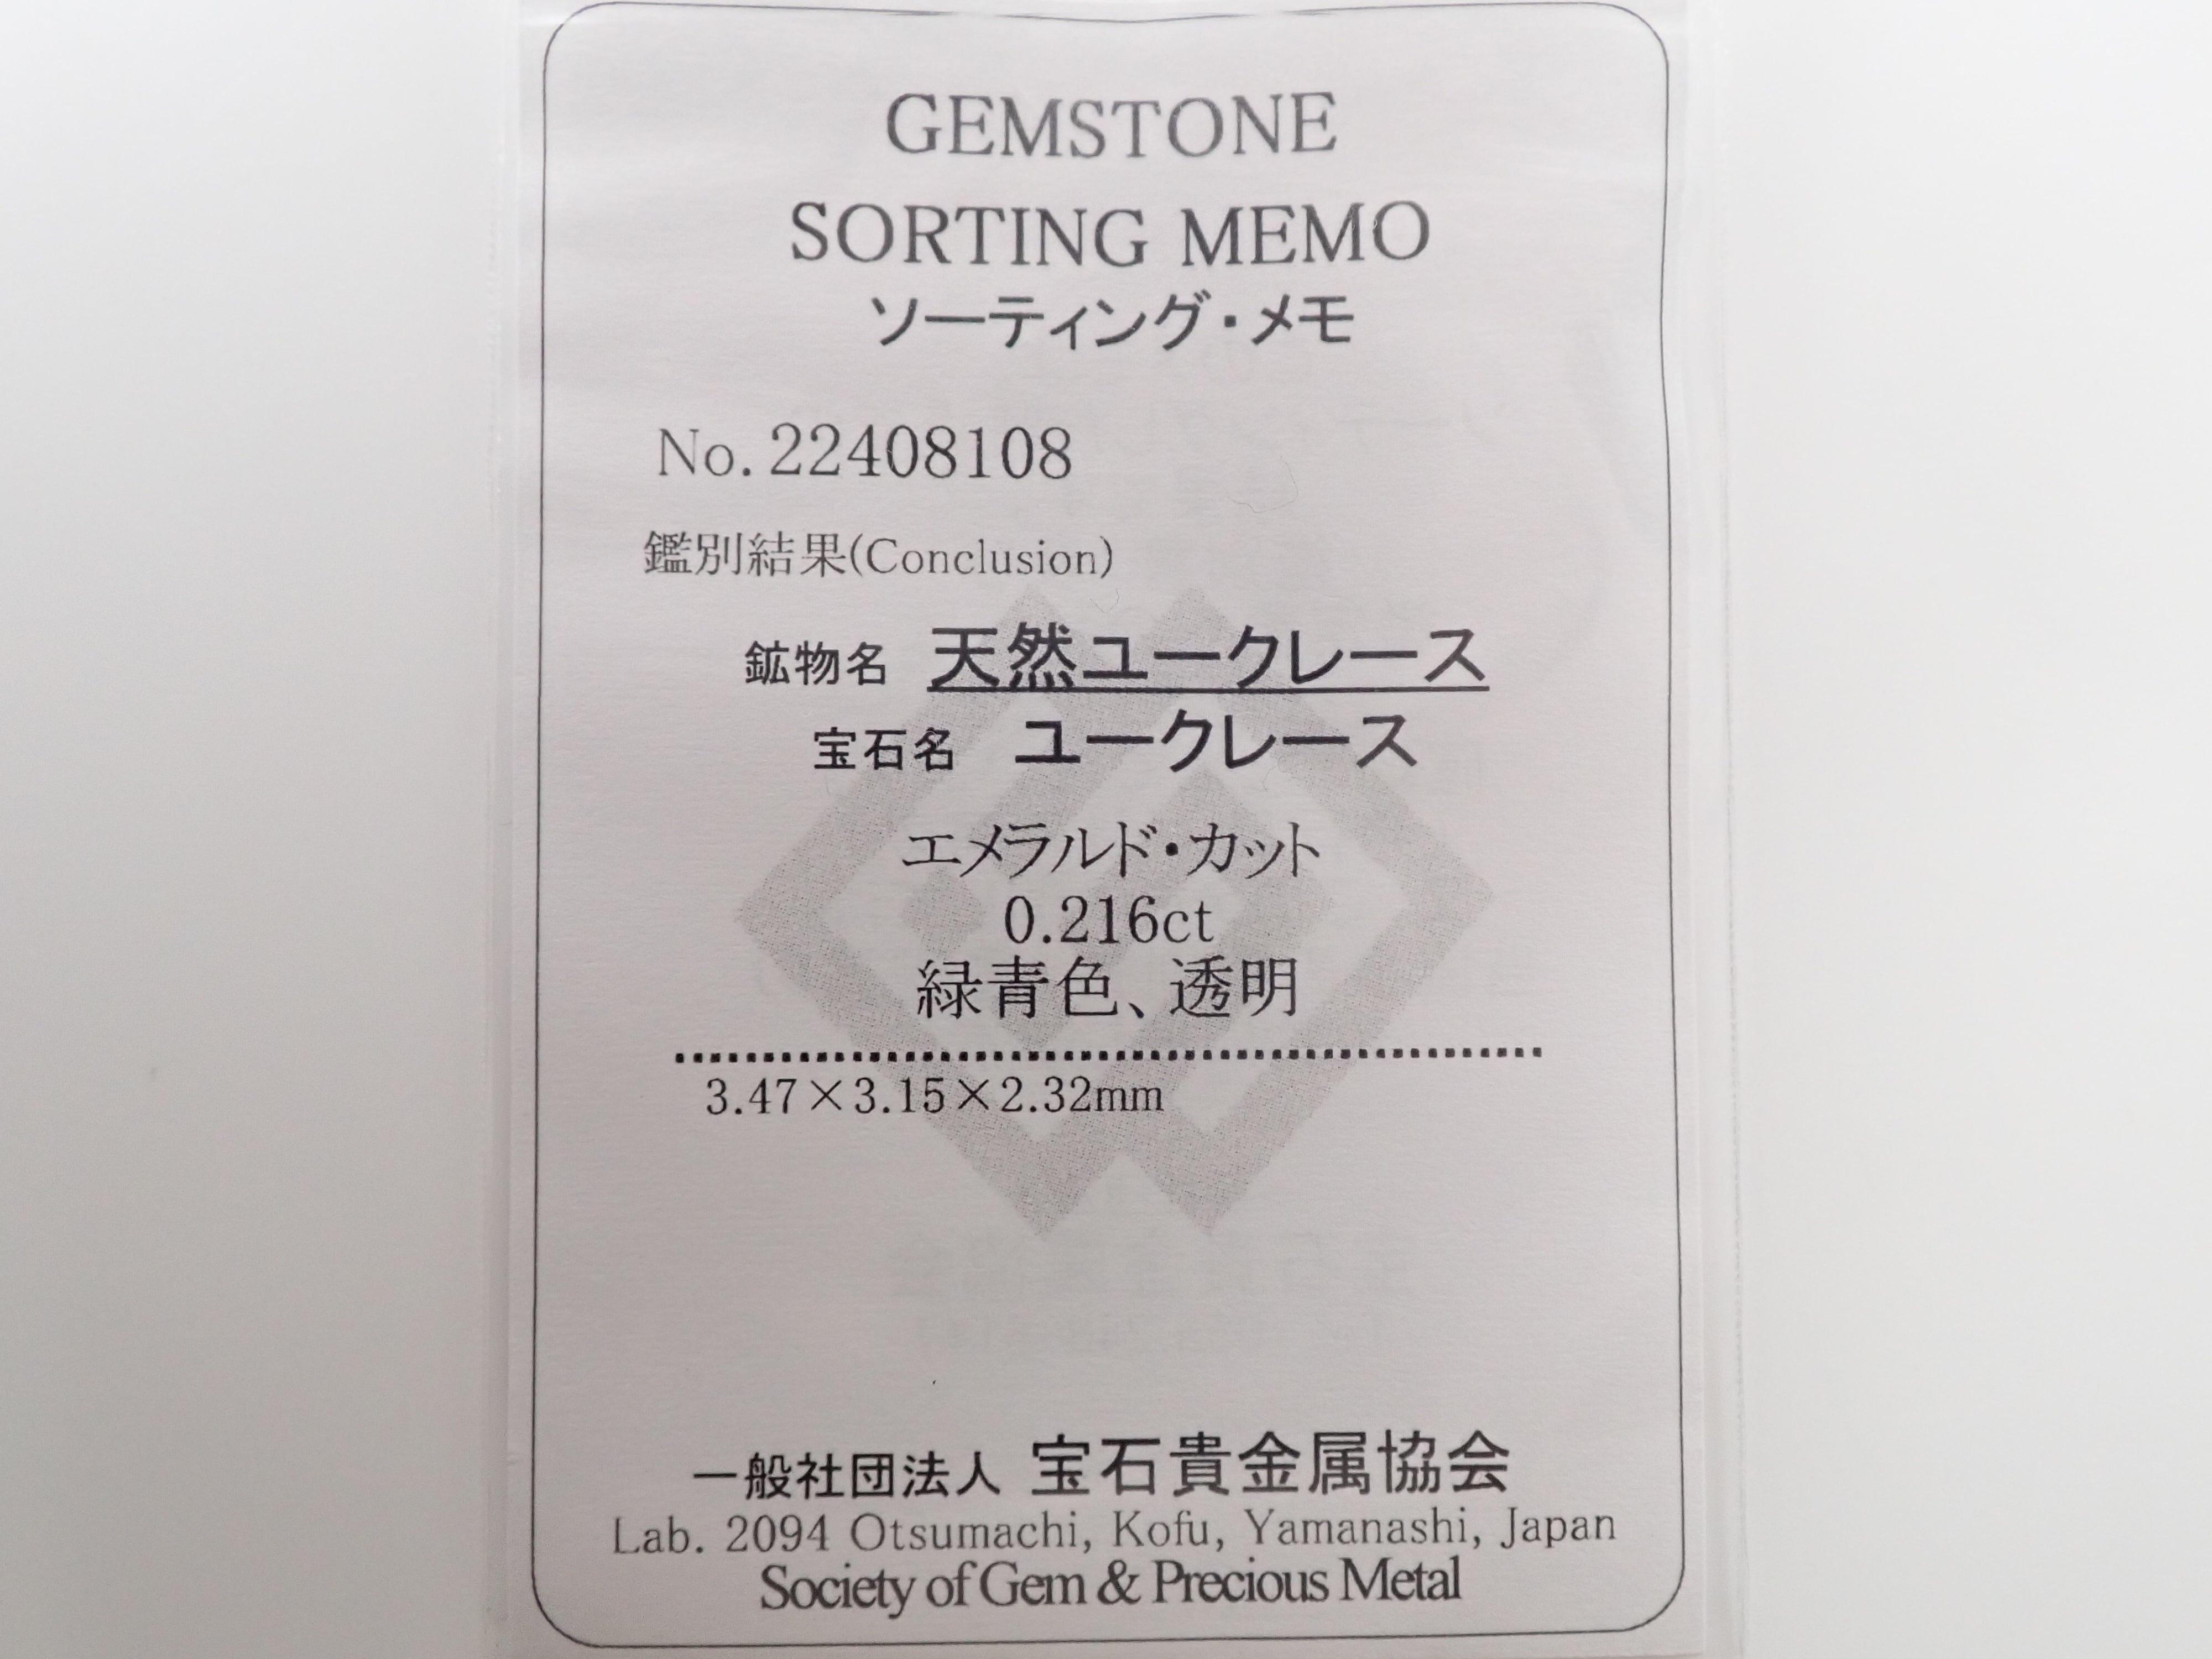 GEMSTONE
SORTING MEMO
ソーティング・メモ
No. 22408108
鑑別結果(Conclusion)
鉱物名 天然ユークレース
宝石名 ユークレース
エメラルド・カット
0.216ct
緑青色、透明
3.47×3.15×2.32mm
一般社団法人 宝石貴金属協会
Lab. 2094 Otsumachi, Kofu, Yamanashi, Japan
Society of Gem & Precious Metal